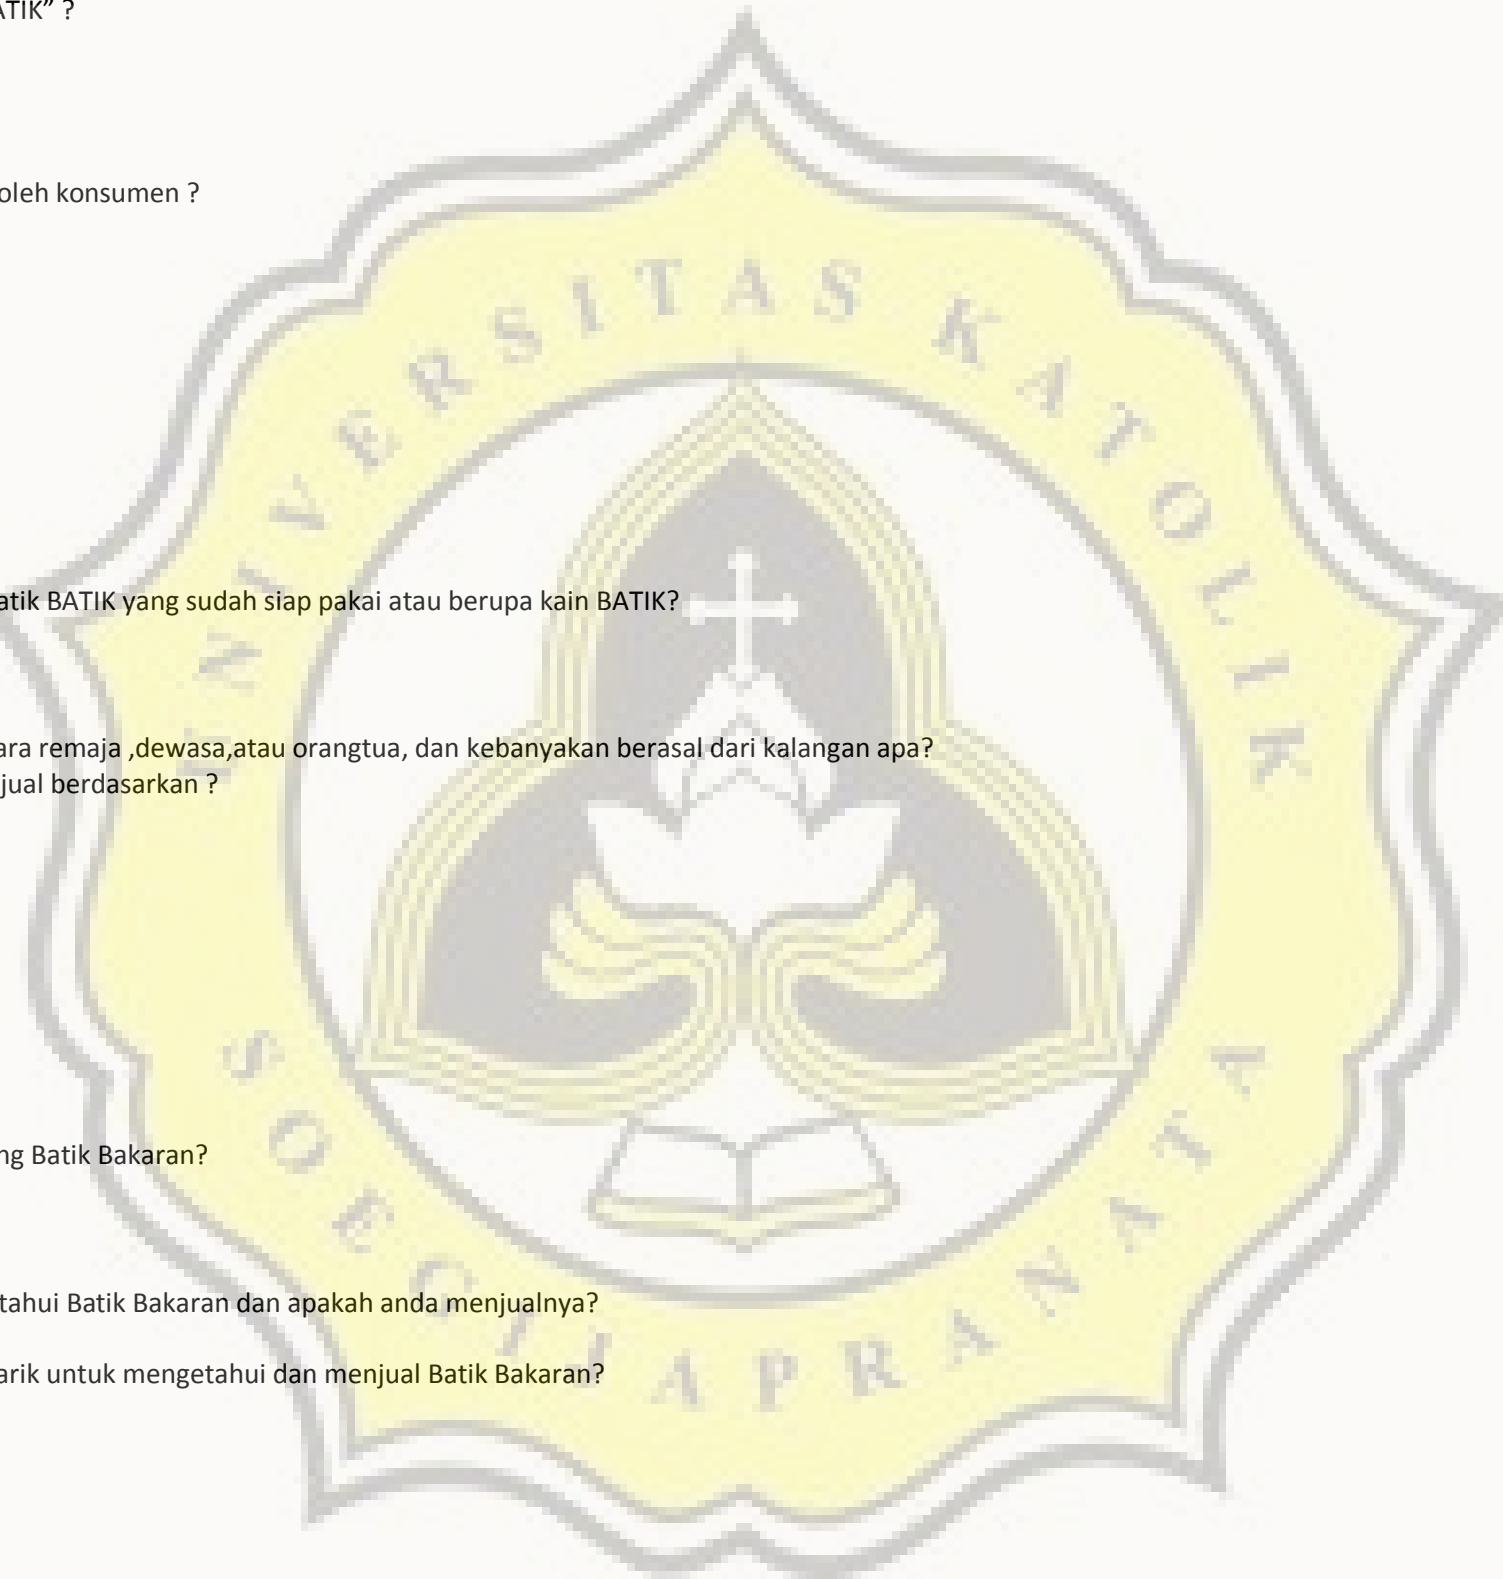 ATIK” ?
oleh konsumen ?
UNIVERSITAS KATOLIK
atik BATIK yang sudah siap pakai atau berupa kain BATIK?
ara remaja ,dewasa,atau orangtua, dan kebanyakan berasal dari kalangan apa?
jual berdasarkan ?
ng Batik Bakaran?
tahui Batik Bakaran dan apakah anda menjualnya?
arik untuk mengetahui dan menjual Batik Bakaran?
SOEGIJAPRANATA